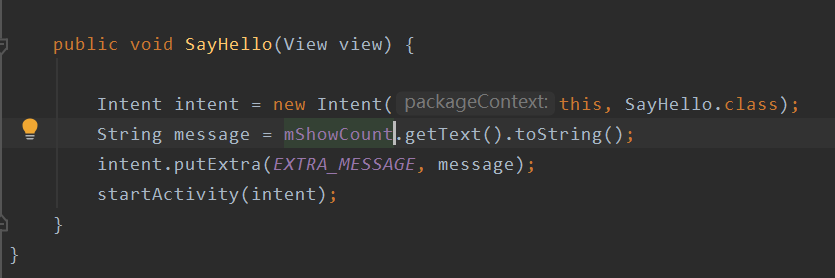 public void SayHello(View view) {
Intent intent = new Intent( packageContext: this, SayHello.class);
String message = mShowCount.getText().toString();
intent.putExtra(EXTRA_MESSAGE, message);
startActivity(intent);
}
}